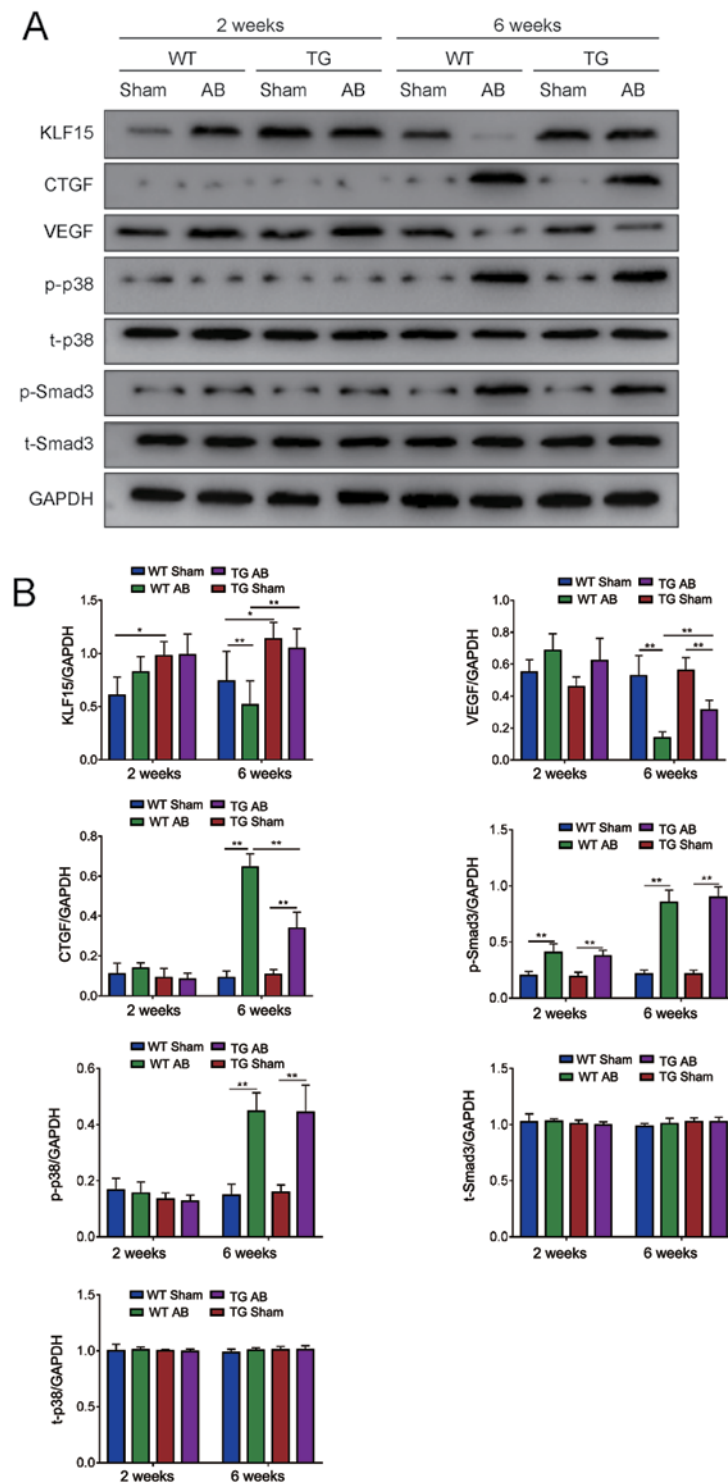 A
2 weeks 6 weeks
WT TG WT TG
Sham AB Sham AB Sham AB Sham AB
KLF15
CTGF
VEGF
p-p38
t-p38
p-Smad3
t-Smad3
GAPDH
B
WT Sham TG AB
WT AB TG Sham
KLF15/GAPDH
1.5
1.0
0.5
0.0
* ** * **
2 weeks 6 weeks
WT Sham TG AB
WT AB TG Sham
VEGF/GAPDH
1.0
0.8
0.6
0.4
0.2
0.0
** ** **
2 weeks 6 weeks
WT Sham TG AB
WT AB TG Sham
CTGF/GAPDH
0.8
0.6
0.4
0.2
0.0
** ** **
2 weeks 6 weeks
WT Sham TG AB
WT AB TG Sham
p-Smad3/GAPDH
1.5
1.0
0.5
0.0
** ** ** **
2 weeks 6 weeks
WT Sham TG AB
WT AB TG Sham
p-p38/GAPDH
0.6
0.4
0.2
0.0
** **
2 weeks 6 weeks
WT Sham TG AB
WT AB TG Sham
t-Smad3/GAPDH
1.5
1.0
0.5
0.0
2 weeks 6 weeks
WT Sham TG AB
WT AB TG Sham
t-p38/GAPDH
1.5
1.0
0.5
0.0
2 weeks 6 weeks